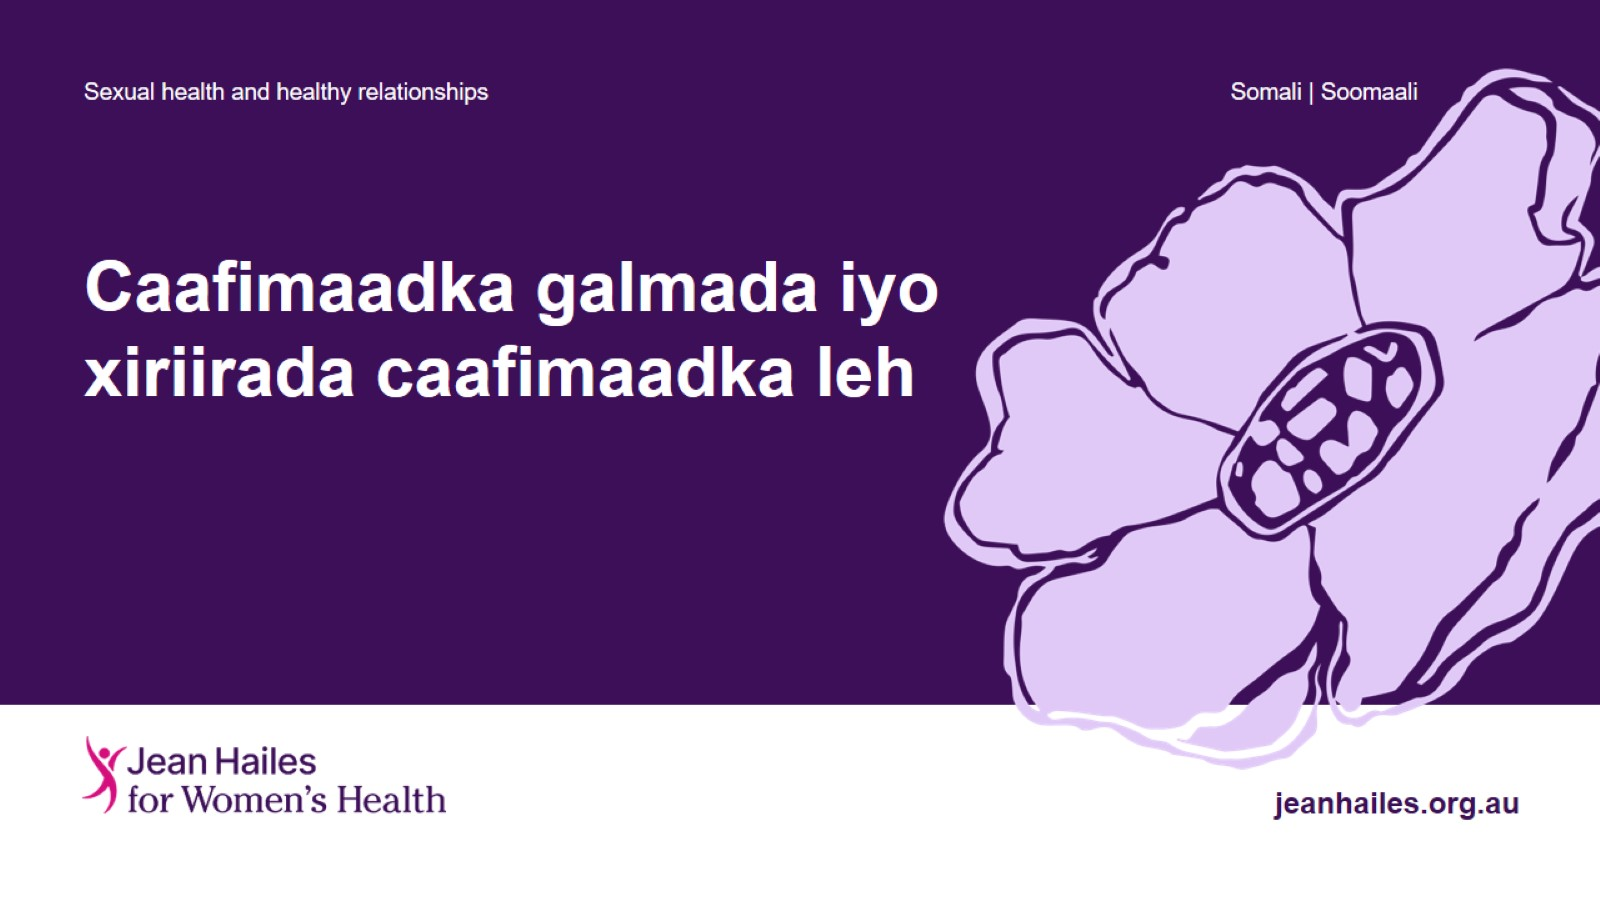 Sexual health and healthy relationships
Somali | Soomaali
Caafimaadka galmada iyo
xiriirada caafimaadka leh
Jean Hailes
for Women’s Health
jeanhailes.org.au